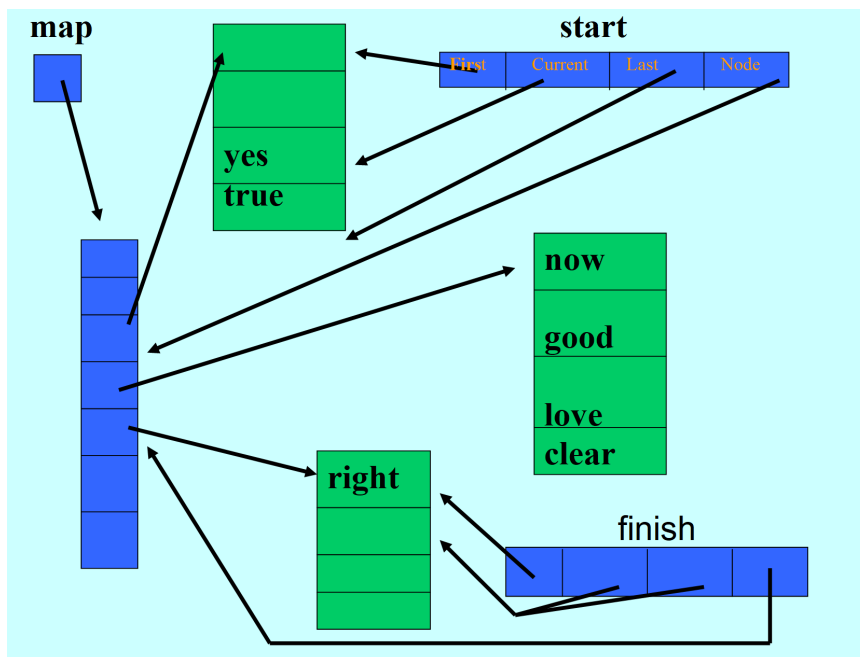 map
start
First Current Last Node
yes
true
now
good
love
clear
right
finish